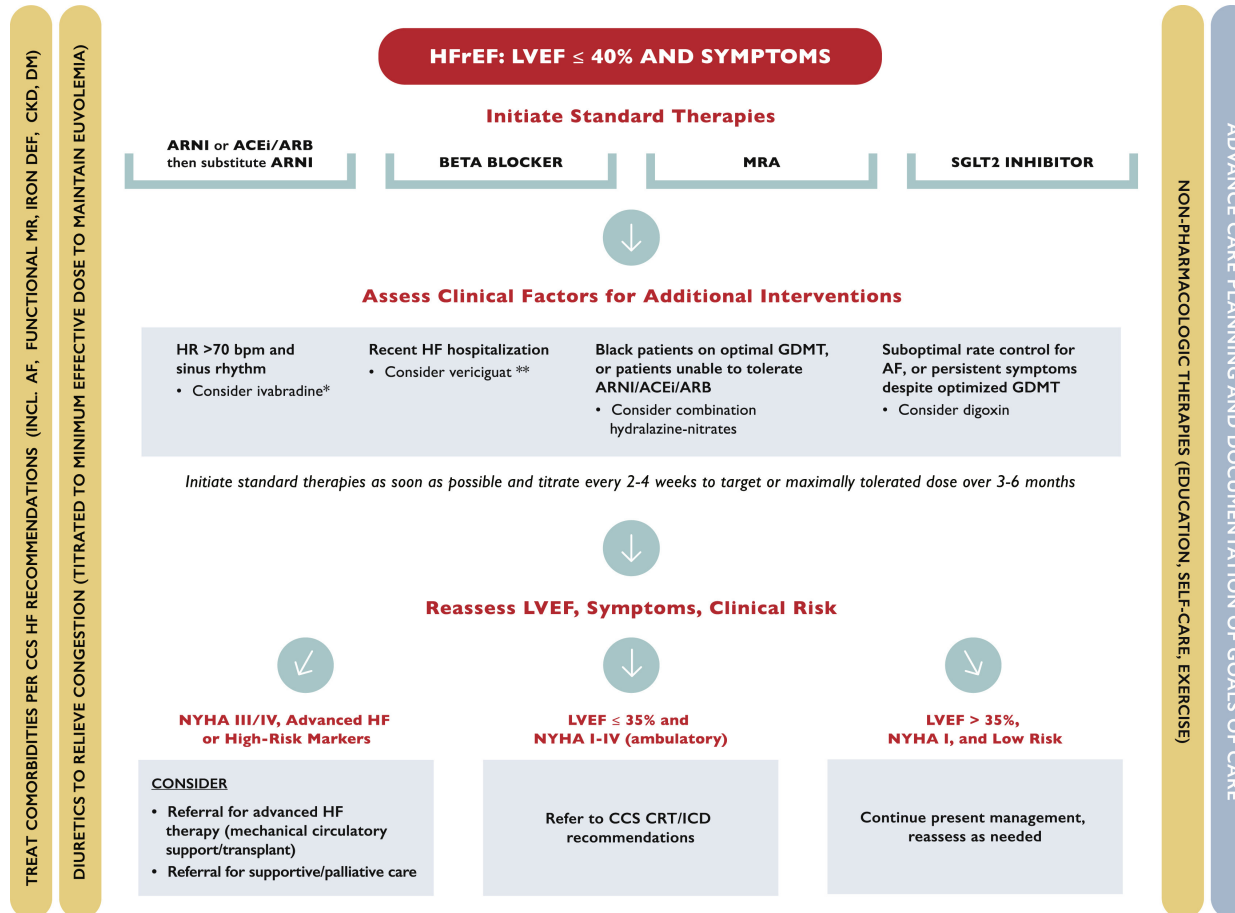 TREAT COMORBIDITIES PER CCS HF RECOMMENDATIONS (INCL. AF, FUNCTIONAL MR, IRON DEF, CKD, DM)
DIURETICS TO RELIEVE CONGESTION (TITRATED TO MINIMUM EFFECTIVE DOSE TO MAINTAIN EUVOLEMIA)
HFrEF: LVEF ≤ 40% AND SYMPTOMS
Initiate Standard Therapies
ARNI or ACEi/ARB
then substitute ARNI
BETA BLOCKER
MRA
SGLT2 INHIBITOR
Assess Clinical Factors for Additional Interventions
HR >70 bpm and
sinus rhythm
• Consider ivabradine*
Recent HF hospitalization
• Consider vericiguat **
Black patients on optimal GDMT,
or patients unable to tolerate
ARNI/ACEi/ARB
• Consider combination
hydralazine-nitrates
Suboptimal rate control for
AF, or persistent symptoms
despite optimized GDMT
• Consider digoxin
Initiate standard therapies as soon as possible and titrate every 2-4 weeks to target or maximally tolerated dose over 3-6 months
Reassess LVEF, Symptoms, Clinical Risk
NYHA III/IV, Advanced HF
or High-Risk Markers
CONSIDER
• Referral for advanced HF
therapy (mechanical circulatory
support/transplant)
• Referral for supportive/palliative care
LVEF ≤ 35% and
NYHA I-IV (ambulatory)
Refer to CCS CRT/ICD
recommendations
LVEF > 35%,
NYHA I, and Low Risk
Continue present management,
reassess as needed
NON-PHARMACOLOGIC THERAPIES (EDUCATION, SELF-CARE, EXERCISE)
ADVANCE CARE PLANNING AND DOCUMENTATION OF GOALS OF CARE